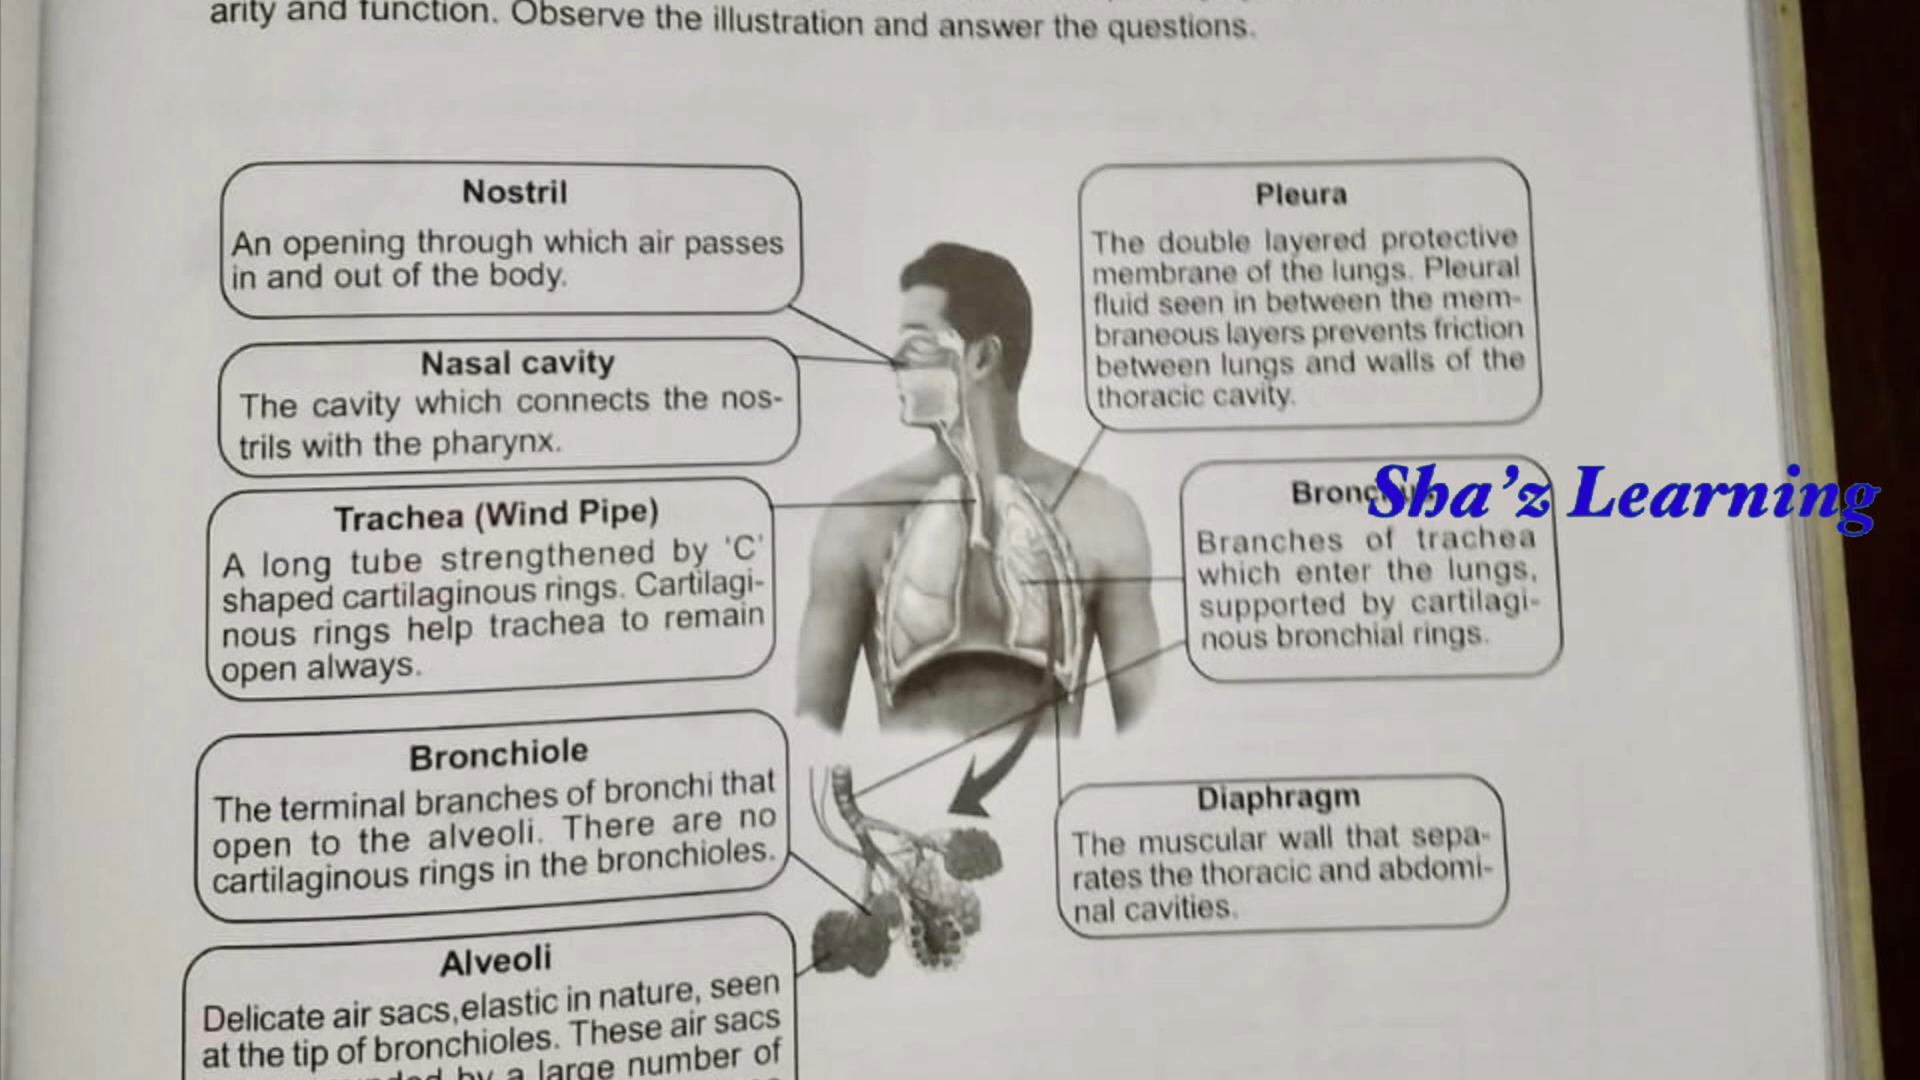 arity and function. Observe the illustration and answer the questions.
Nostril
An opening through which air passes
in and out of the body.
Nasal cavity
The cavity which connects the nos-
trils with the pharynx.
Trachea (Wind Pipe)
A long tube strengthened by 'C'
shaped cartilaginous rings. Cartilagi-
nous rings help trachea to remain
open always.
Bronchiole
The terminal branches of bronchi that
open to the alveoli. There are no
cartilaginous rings in the bronchioles.
Alveoli
Delicate air sacs,elastic in nature, seen
at the tip of bronchioles. These air sacs
by a large number of
Pleura
The double layered protective
membrane of the lungs. Pleural
fluid seen in between the mem-
braneous layers prevents friction
between lungs and walls of the
thoracic cavity.
Sha'z Learning
Branches of trachea
which enter the lungs,
supported by cartilagi-
nous bronchial rings.
Diaphragm
The muscular wall that sepa-
rates the thoracic and abdomi-
nal cavities.